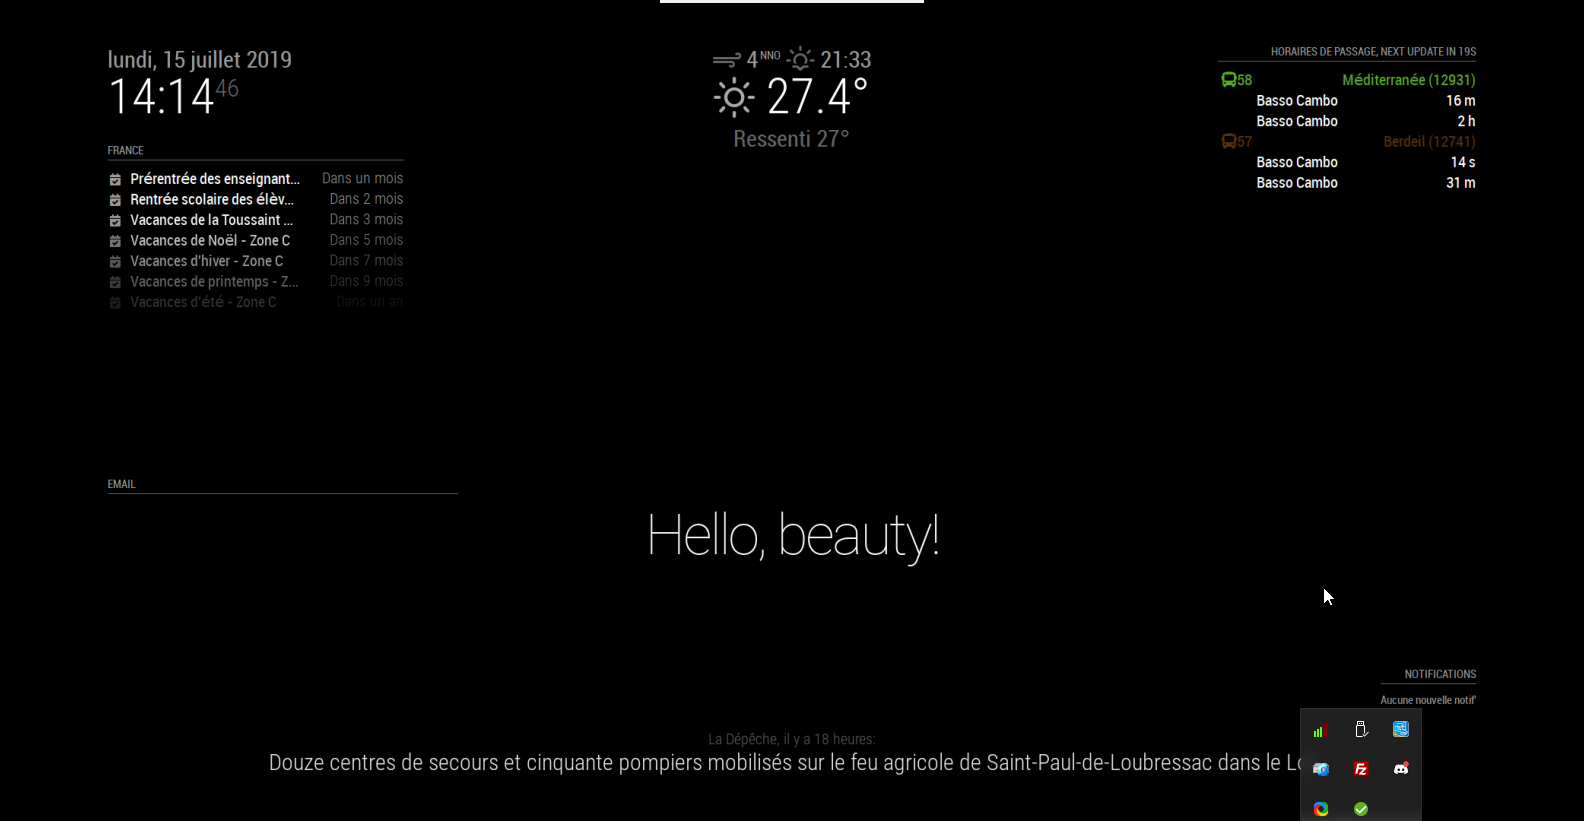 lundi, 15 juillet 2019
14:14 46
FRANCE
Prérentrée des enseignant... Dans un mois
Rentrée scolaire des élèv... Dans 2 mois
Vacances de la Toussaint ... Dans 3 mois
Vacances de Noël - Zone C Dans 5 mois
Vacances d'hiver - Zone C Dans 7 mois
Vacances de printemps - Z... Dans 9 mois
Vacances d'été - Zone C Dans un an
4 NNO 21:33
27.4°
Ressenti 27°
HORAIRES DE PASSAGE, NEXT UPDATE IN 19S
58 Méditerranée (12931)
Basso Cambo 16 m
Basso Cambo 2 h
57 Berdeil (12741)
Basso Cambo 14 s
Basso Cambo 31 m
EMAIL
Hello, beauty!
NOTIFICATIONS
Aucune nouvelle notif'
La Dépêche, il y a 18 heures:
Douze centres de secours et cinquante pompiers mobilisés sur le feu agricole de Saint-Paul-de-Loubressac dans le
FZ